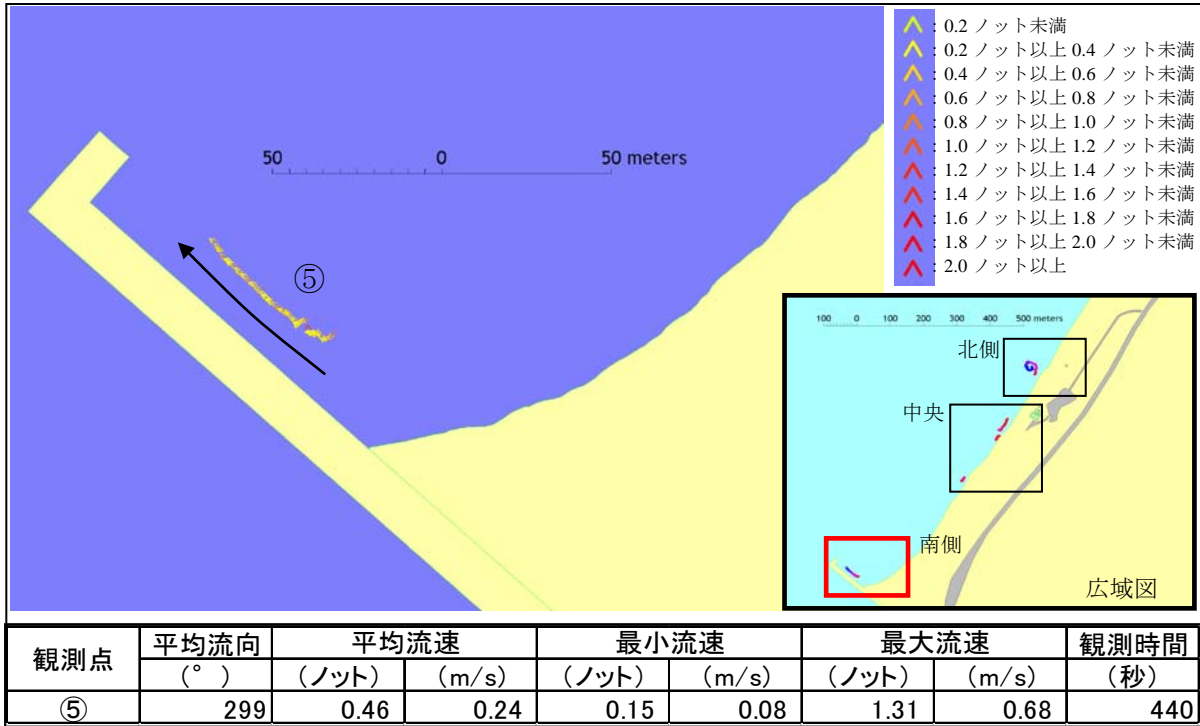 50 0 50 meters
⑤
: 0.2 ノット未満
: 0.2 ノット以上 0.4 ノット未満
: 0.4 ノット以上 0.6 ノット未満
: 0.6 ノット以上 0.8 ノット未満
: 0.8 ノット以上 1.0 ノット未満
: 1.0 ノット以上 1.2 ノット未満
: 1.2 ノット以上 1.4 ノット未満
: 1.4 ノット以上 1.6 ノット未満
: 1.6 ノット以上 1.8 ノット未満
: 1.8 ノット以上 2.0 ノット未満
: 2.0 ノット以上
100 0 100 200 300 400 500 meters
北側
中央
南側
広域図
観測点 平均流向 平均流速 最小流速 最大流速 観測時間
(°) (ノット) (m/s) (ノット) (m/s) (ノット) (m/s) (秒)
⑤ 299 0.46 0.24 0.15 0.08 1.31 0.68 440